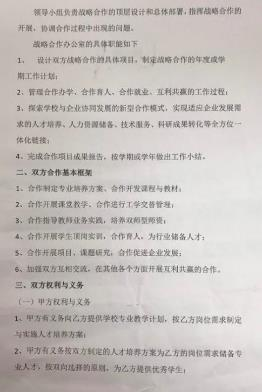 领导小组负责战略合作的顶层设计和总体部署，指挥战略合作的
开展，协调合作中出现的问题。
战略合作办公室的具体职能如下
1、 设计双方战略合作的具体项目，制定战略合作的年度或学
期工作计划；
2、管理合作办学、合作育人、合作就业、互利共赢的工作过程；
3、探索学校与企业协同发展的新型合作模式，实现适应企业发展需
求的人才培养、人力资源储备、技术服务、科研成果转化等全方位一
体化链接；
4、完成合作项目成果报告，按学期或学年做出工作小结。
二、双方合作基本框架
1、合作制定专业培养方案、合作开发课程与教材；
2、合作开展课堂教学、合作进行工学交替管理；
3、合作指导教师业务实践，培养双师型师资；
4、合作开展学生顶岗实训，合作育人，为行业储备人才；
5、合作开展项目、课题研究，合作促进企业发展；
6、加强双方互相交流，在其他各个方面开展互利共赢的合作。
三、双方权利与义务
（一）甲方权利与义务
1、甲方有义务向乙方提供学校专业教学计划，按乙方岗位需求制定
与实施人才培养方案；
2、甲方有义务按双方制定的人才培养方案为乙方的岗位需求储备专
业人才，按双向选择的原则，为乙方提供优秀学生；